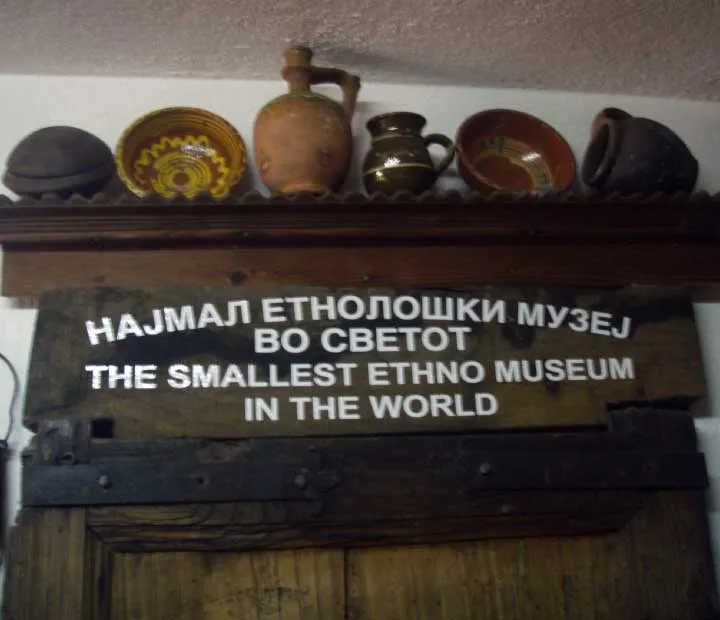 НАЈМАЛ ЕТНОЛОШКИ МУЗЕЈ
ВО СВЕТОТ
THE SMALLEST ETHNO MUSEUM
IN THE WORLD